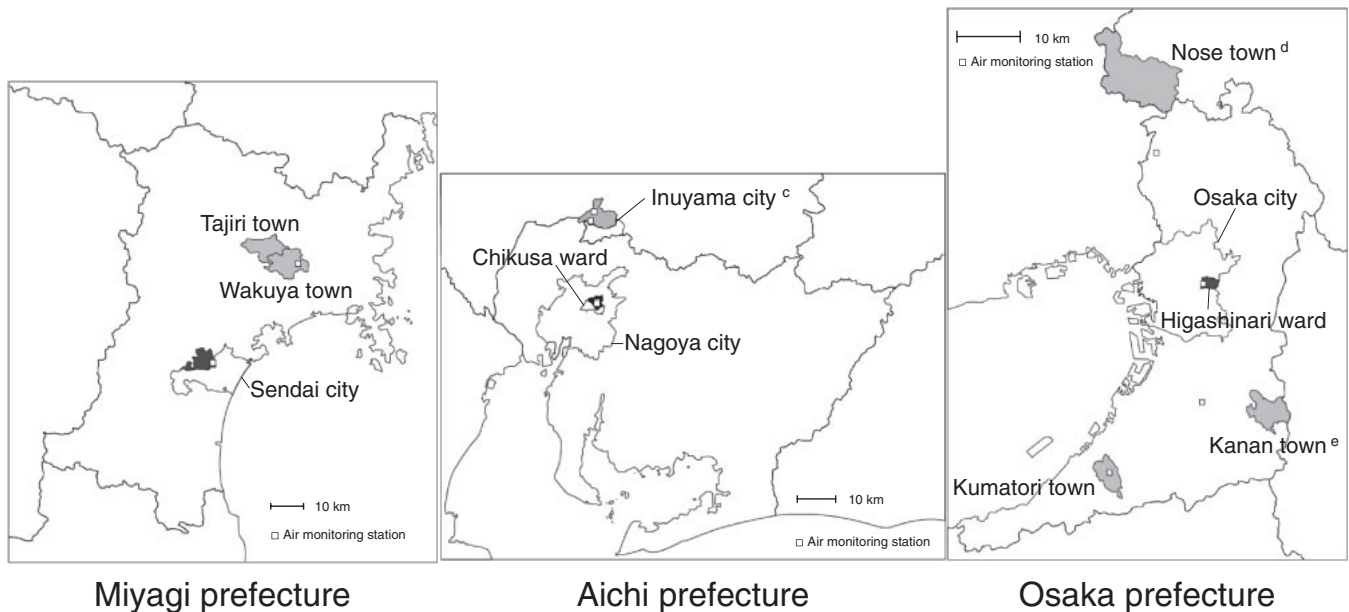 Tajiri town
Wakuya town
Sendai city
10 km
□ Air monitoring station
Miyagi prefecture
Inuyama city c
Chikusa ward
Nagoya city
10 km
□ Air monitoring station
Aichi prefecture
10 km
□ Air monitoring station
Nose town d
Osaka city
Higashinari ward
Kanan town e
Kumatori town
Osaka prefecture